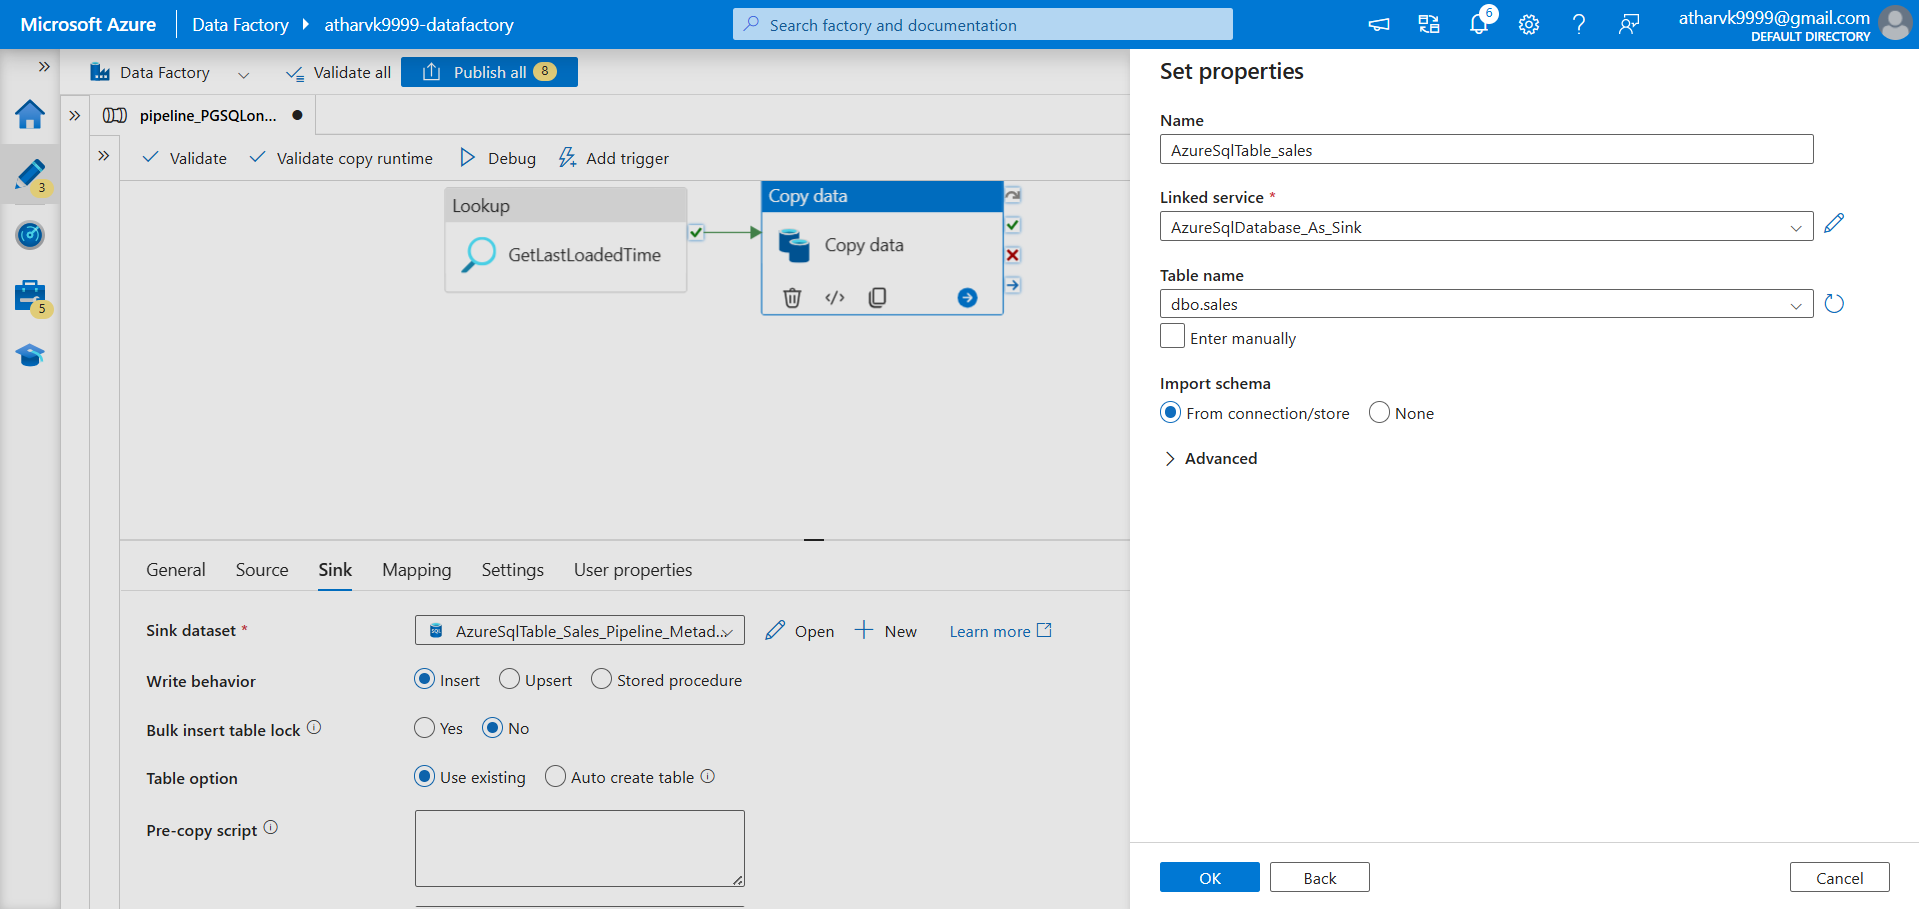 Microsoft Azure
Data Factory
atharvk9999-datafactory
Search factory and documentation
6
atharvk9999@gmail.com
DEFAULT DIRECTORY
Data Factory
Validate all
Publish all 8
pipeline_PGSQLon...
3
5
Validate
Validate copy runtime
Debug
Add trigger
Lookup
GetLastLoadedTime
Copy data
Copy data
General
Source
Sink
Mapping
Settings
User properties
Sink dataset *
SQL
AzureSqlTable_Sales_Pipeline_Metad...
Open
New
Learn more
Write behavior
Insert
Upsert
Stored procedure
Bulk insert table lock
Yes
No
Table option
Use existing
Auto create table
Pre-copy script
Set properties
Name
AzureSqlTable_sales
Linked service *
AzureSqlDatabase_As_Sink
Table name
dbo.sales
Enter manually
Import schema
From connection/store
None
Advanced
OK
Back
Cancel